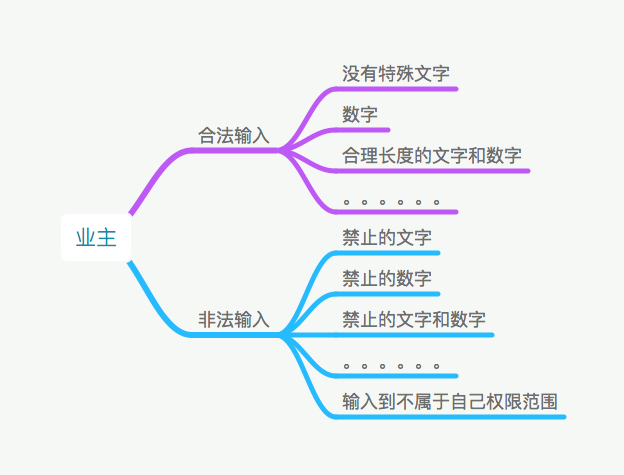 没有特殊文字
数字
合法输入
合理长度的文字和数字
。。。。。。
业主
禁止的文字
禁止的数字
非法输入
禁止的文字和数字
。。。。。。
输入到不属于自己权限范围